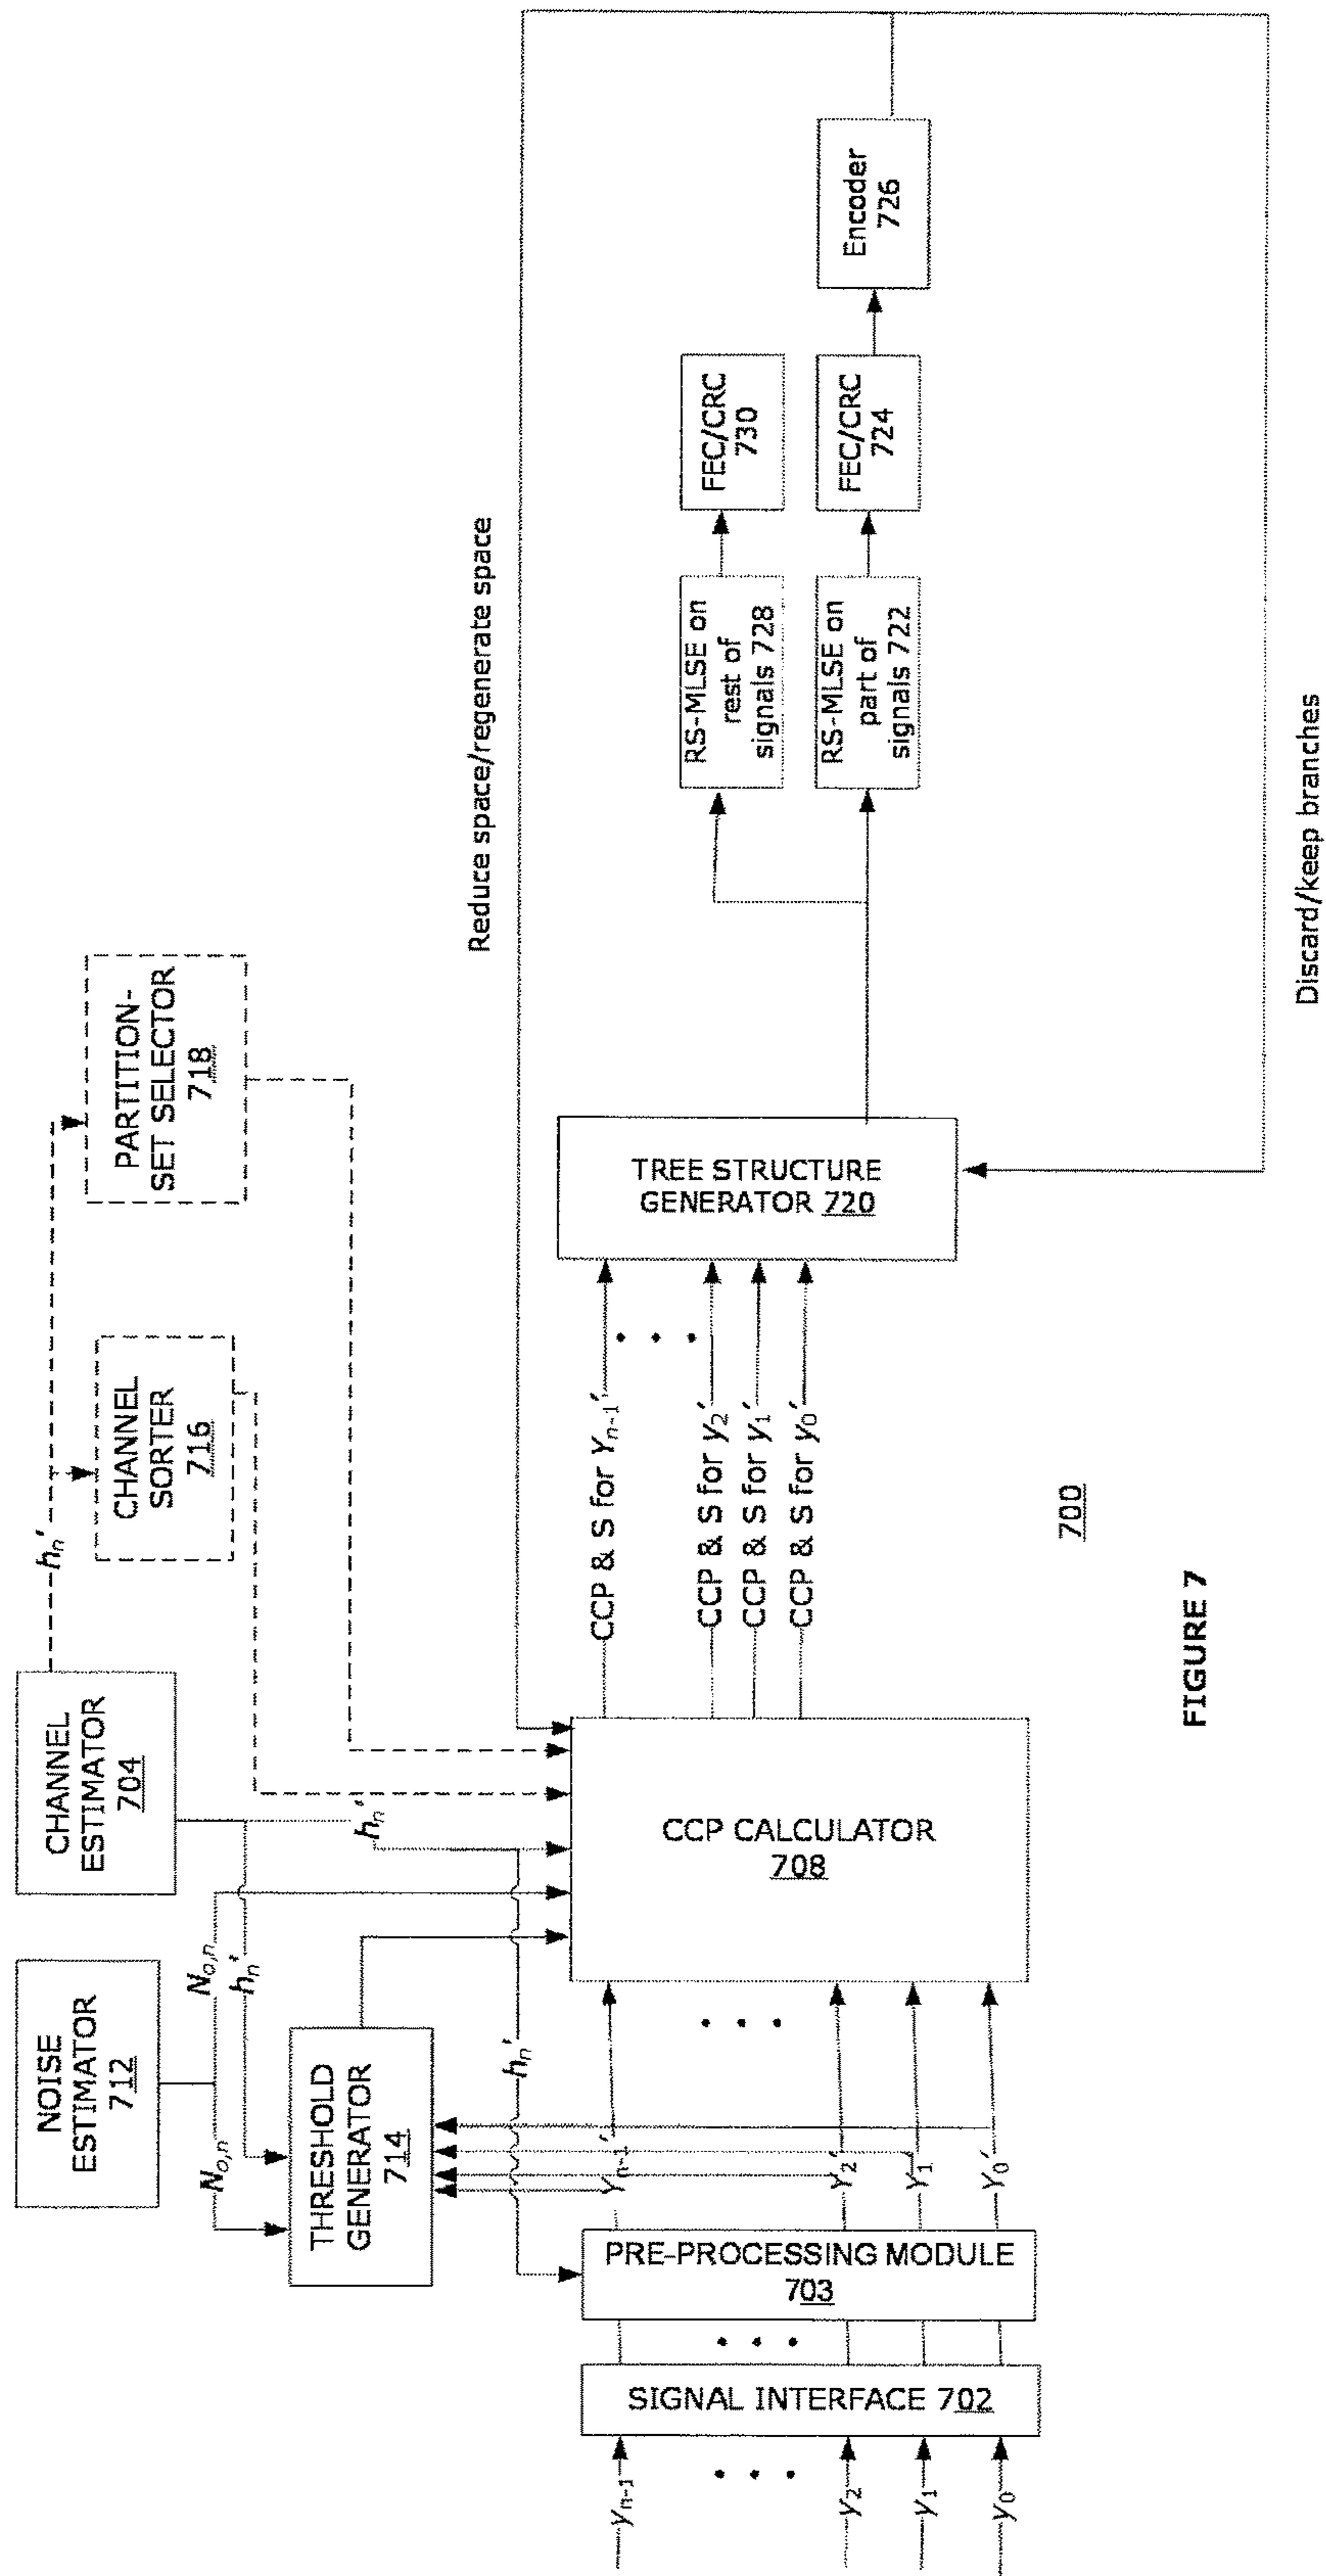 NOISE
ESTIMATOR
712
CHANNEL
ESTIMATOR
704
hₙ'
CHANNEL
SORTER
716
PARTITION-
SET SELECTOR
718
N₀,ₙ
N₀,ₙ
hₙ'
hₙ'
THRESHOLD
GENERATOR
714
hₙ'
Reduce space/regenerate space
yₙ₋₁
y₂
y₁
y₀
SIGNAL INTERFACE 702
PRE-PROCESSING MODULE
703
Yₙ₋₁'
Y₂'
Y₁'
Y₀'
CCP CALCULATOR
708
CCP & S for Yₙ₋₁'
CCP & S for y₂'
CCP & S for y₁'
CCP & S for y₀'
TREE STRUCTURE
GENERATOR 720
RS-MLSE on
rest of
signals 728
FEC/CRC
730
RS-MLSE on
part of
signals 722
FEC/CRC
724
Encoder
726
Discard/keep branches
700
FIGURE 7